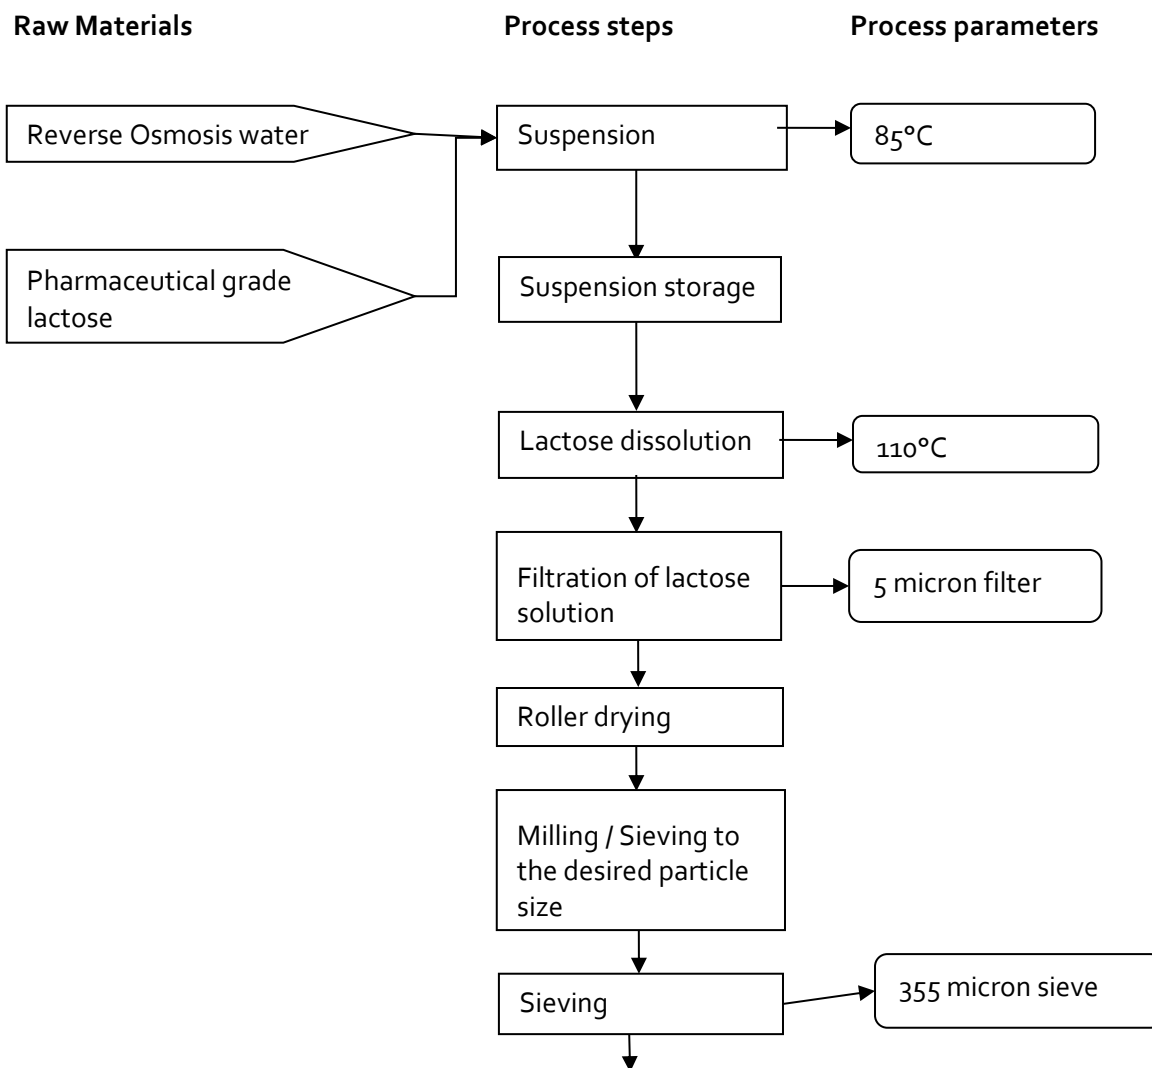 Raw Materials
Process steps
Process parameters
Reverse Osmosis water
Suspension
85°C
Pharmaceutical grade
lactose
Suspension storage
Lactose dissolution
110°C
Filtration of lactose
solution
5 micron filter
Roller drying
Milling / Sieving to
the desired particle
size
Sieving
355 micron sieve